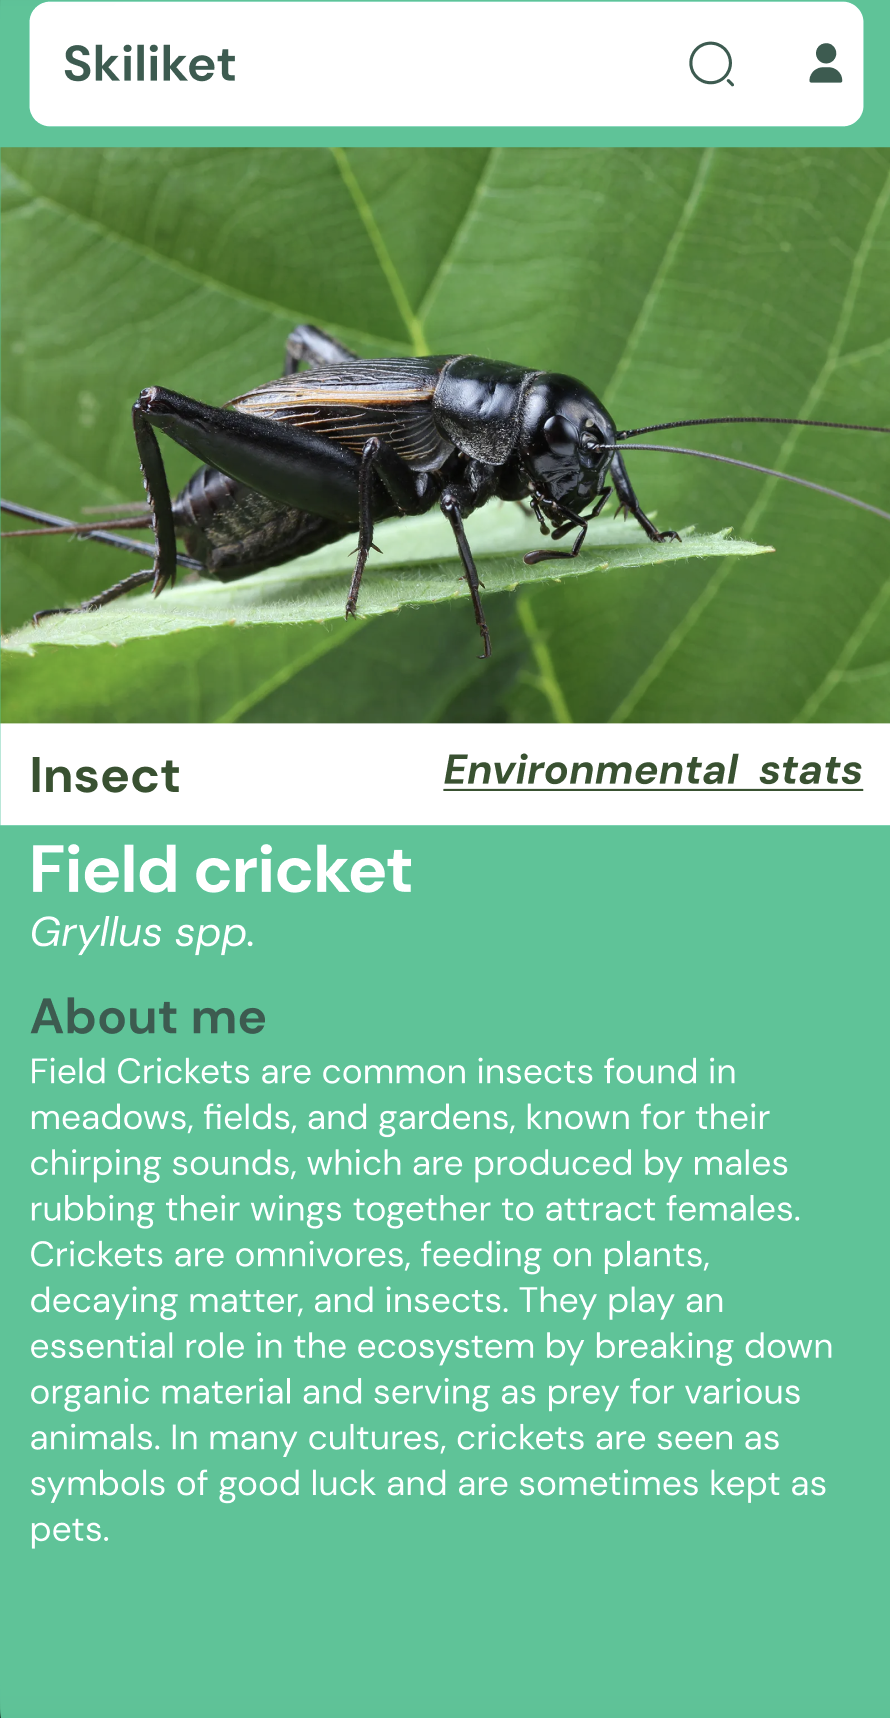 Skiliket
Insect
Environmental stats
Field cricket
Gryllus spp.
About me
Field Crickets are common insects found in
meadows, fields, and gardens, known for their
chirping sounds, which are produced by males
rubbing their wings together to attract females.
Crickets are omnivores, feeding on plants,
decaying matter, and insects. They play an
essential role in the ecosystem by breaking down
organic material and serving as prey for various
animals. In many cultures, crickets are seen as
symbols of good luck and are sometimes kept as
pets.